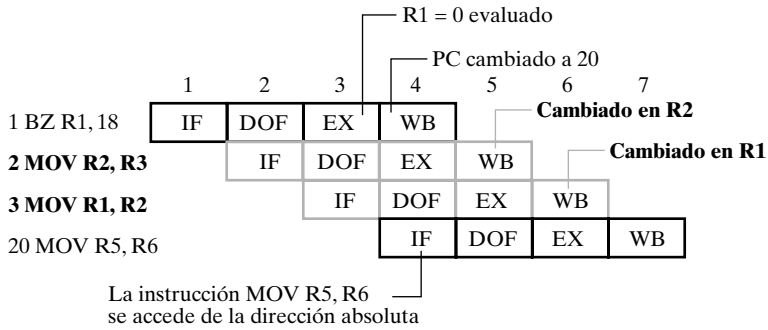 R1 = 0 evaluado
PC cambiado a 20
1 2 3 4 5 6 7
Cambiado en R2
1 BZ R1, 18 IF DOF EX WB
Cambiado en R1
2 MOV R2, R3 IF DOF EX WB
3 MOV R1, R2 IF DOF EX WB
20 MOV R5, R6 IF DOF EX WB
La instrucción MOV R5, R6
se accede de la dirección absoluta